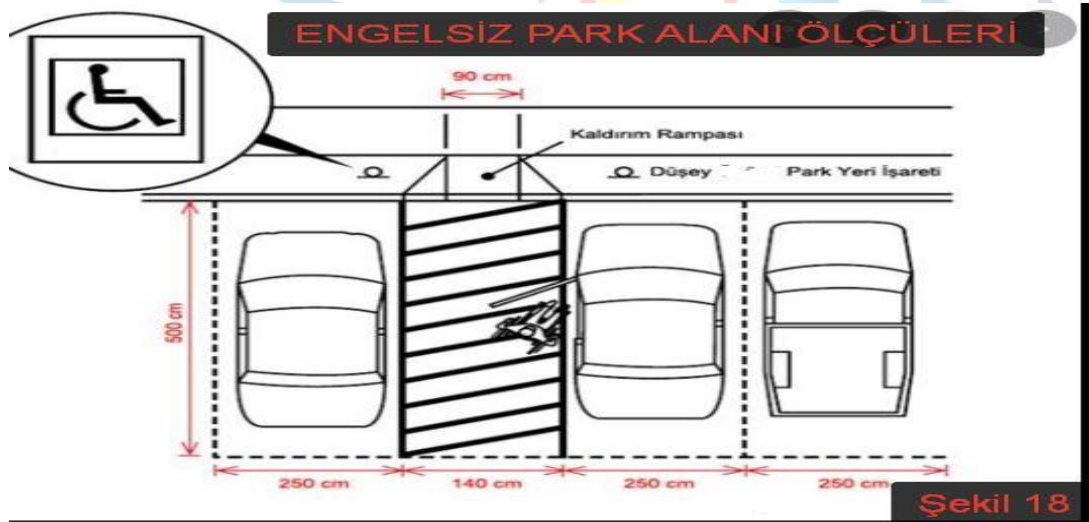 ENGELSİZ PARK ALANI ÖLÇÜLERİ
90 cm
Kaldırım Rampası
Düşey Park Yeri İşareti
500 cm
250 cm 140 cm 250 cm 250 cm
Şekil 18